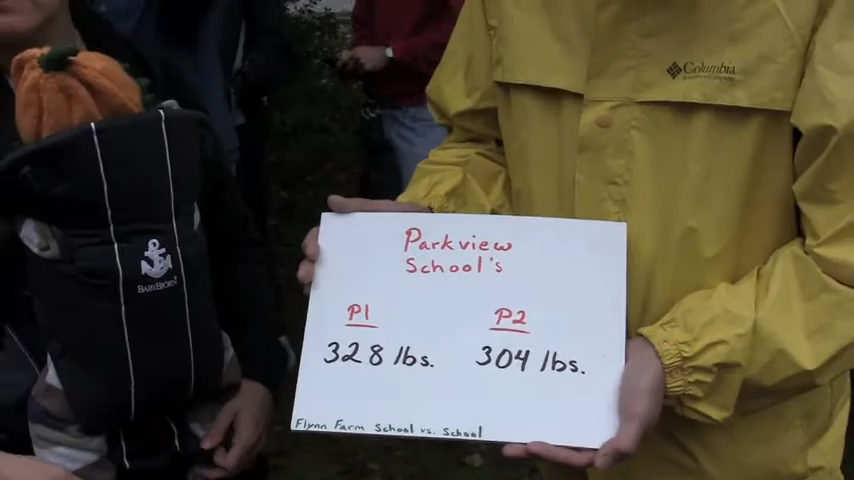 Columbia
Parkview
School's
P1 P2
328 lbs. 304 lbs.
Flynn Farm School vs. School
BABYBJÖRN